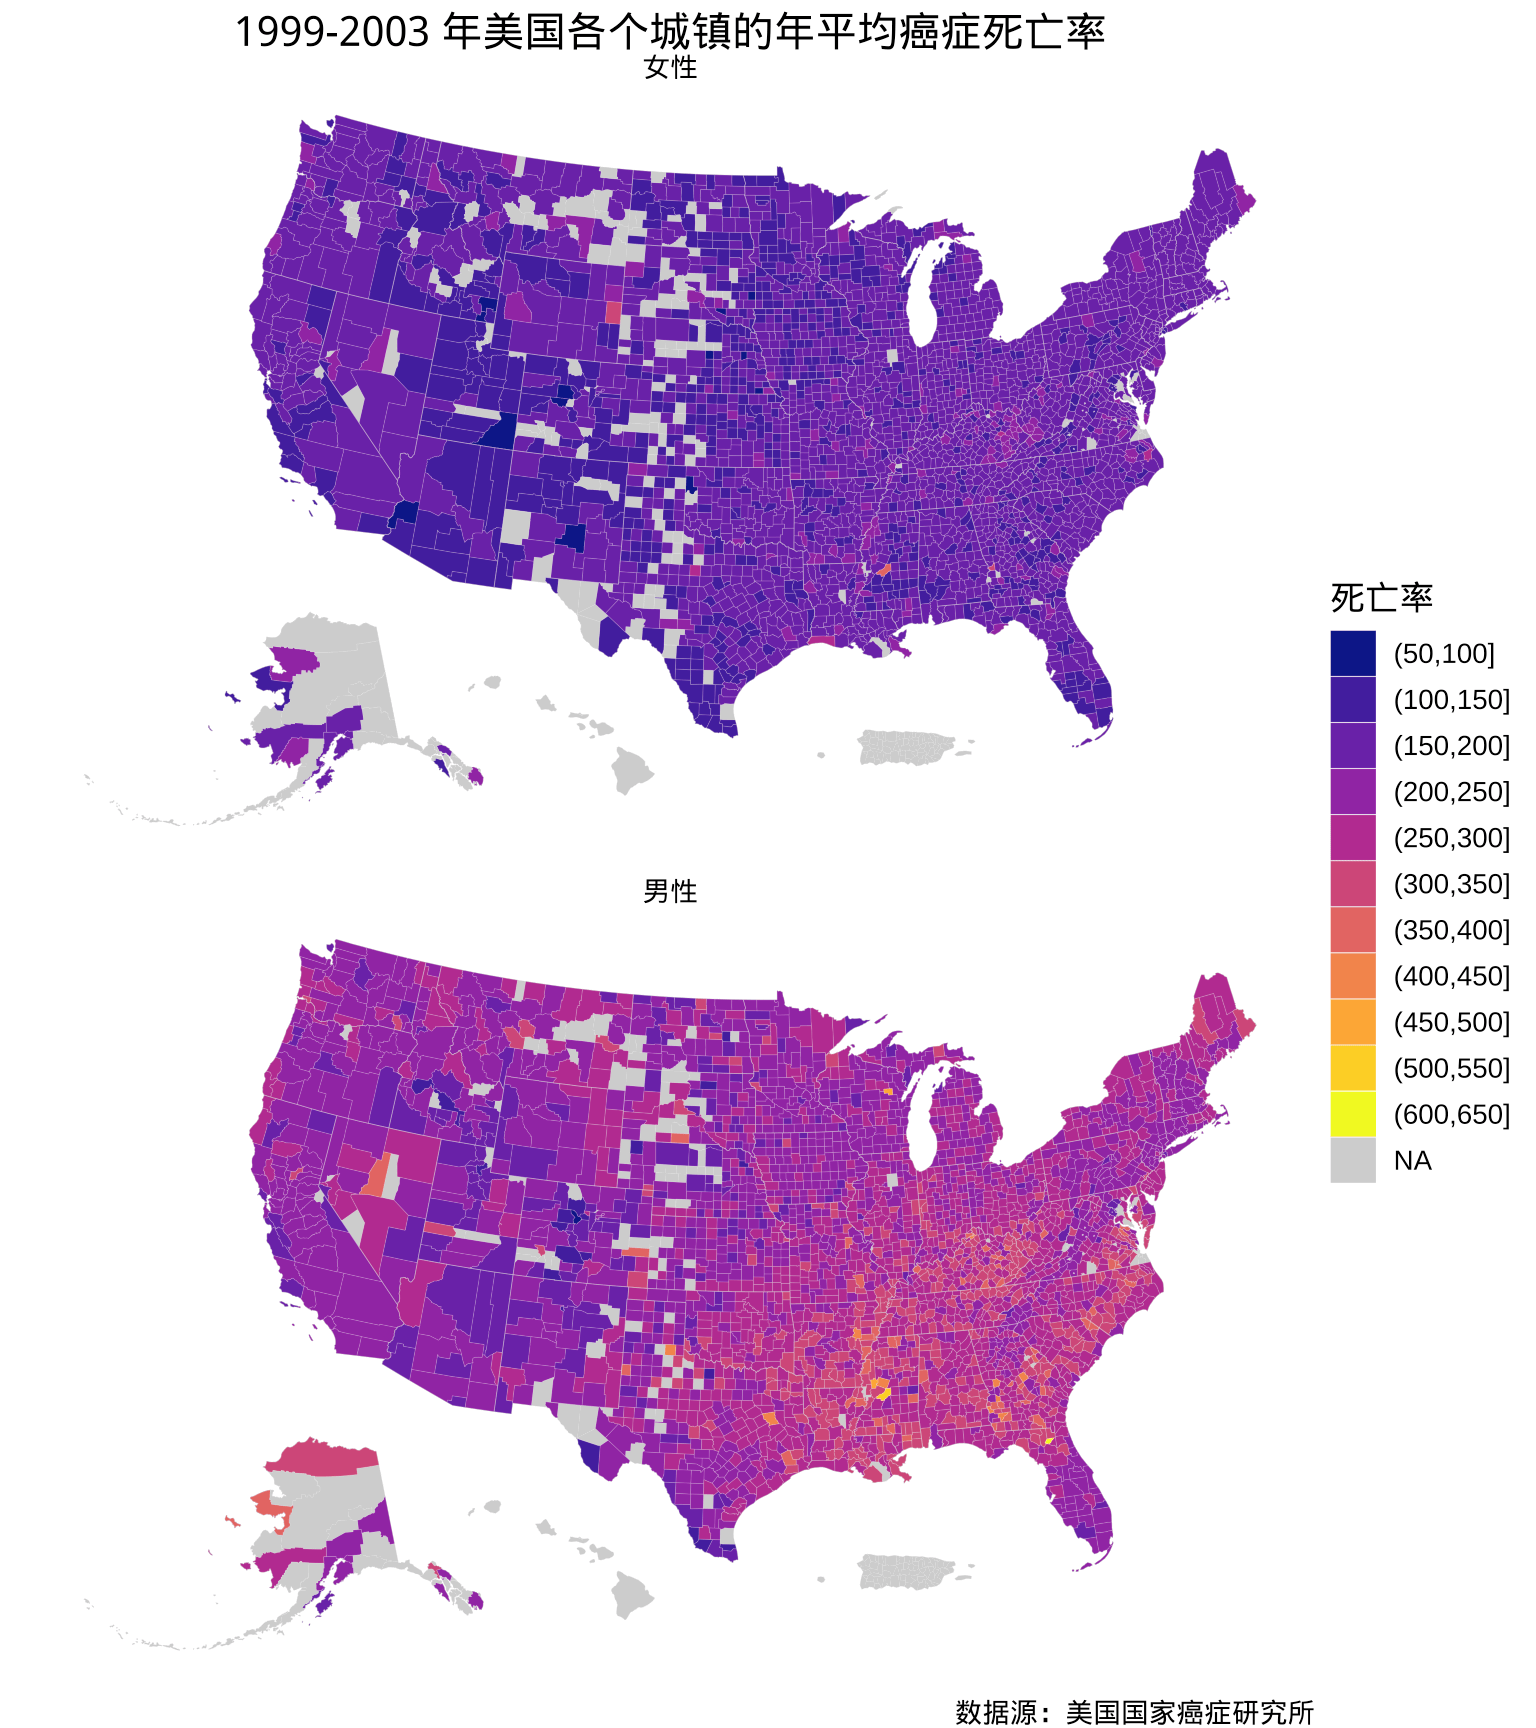 1999-2003 年美国各个城镇的年平均癌症死亡率
女性
男性
死亡率
(50,100]
(100,150]
(150,200]
(200,250]
(250,300]
(300,350]
(350,400]
(400,450]
(450,500]
(500,550]
(600,650]
NA
数据源：美国国家癌症研究所